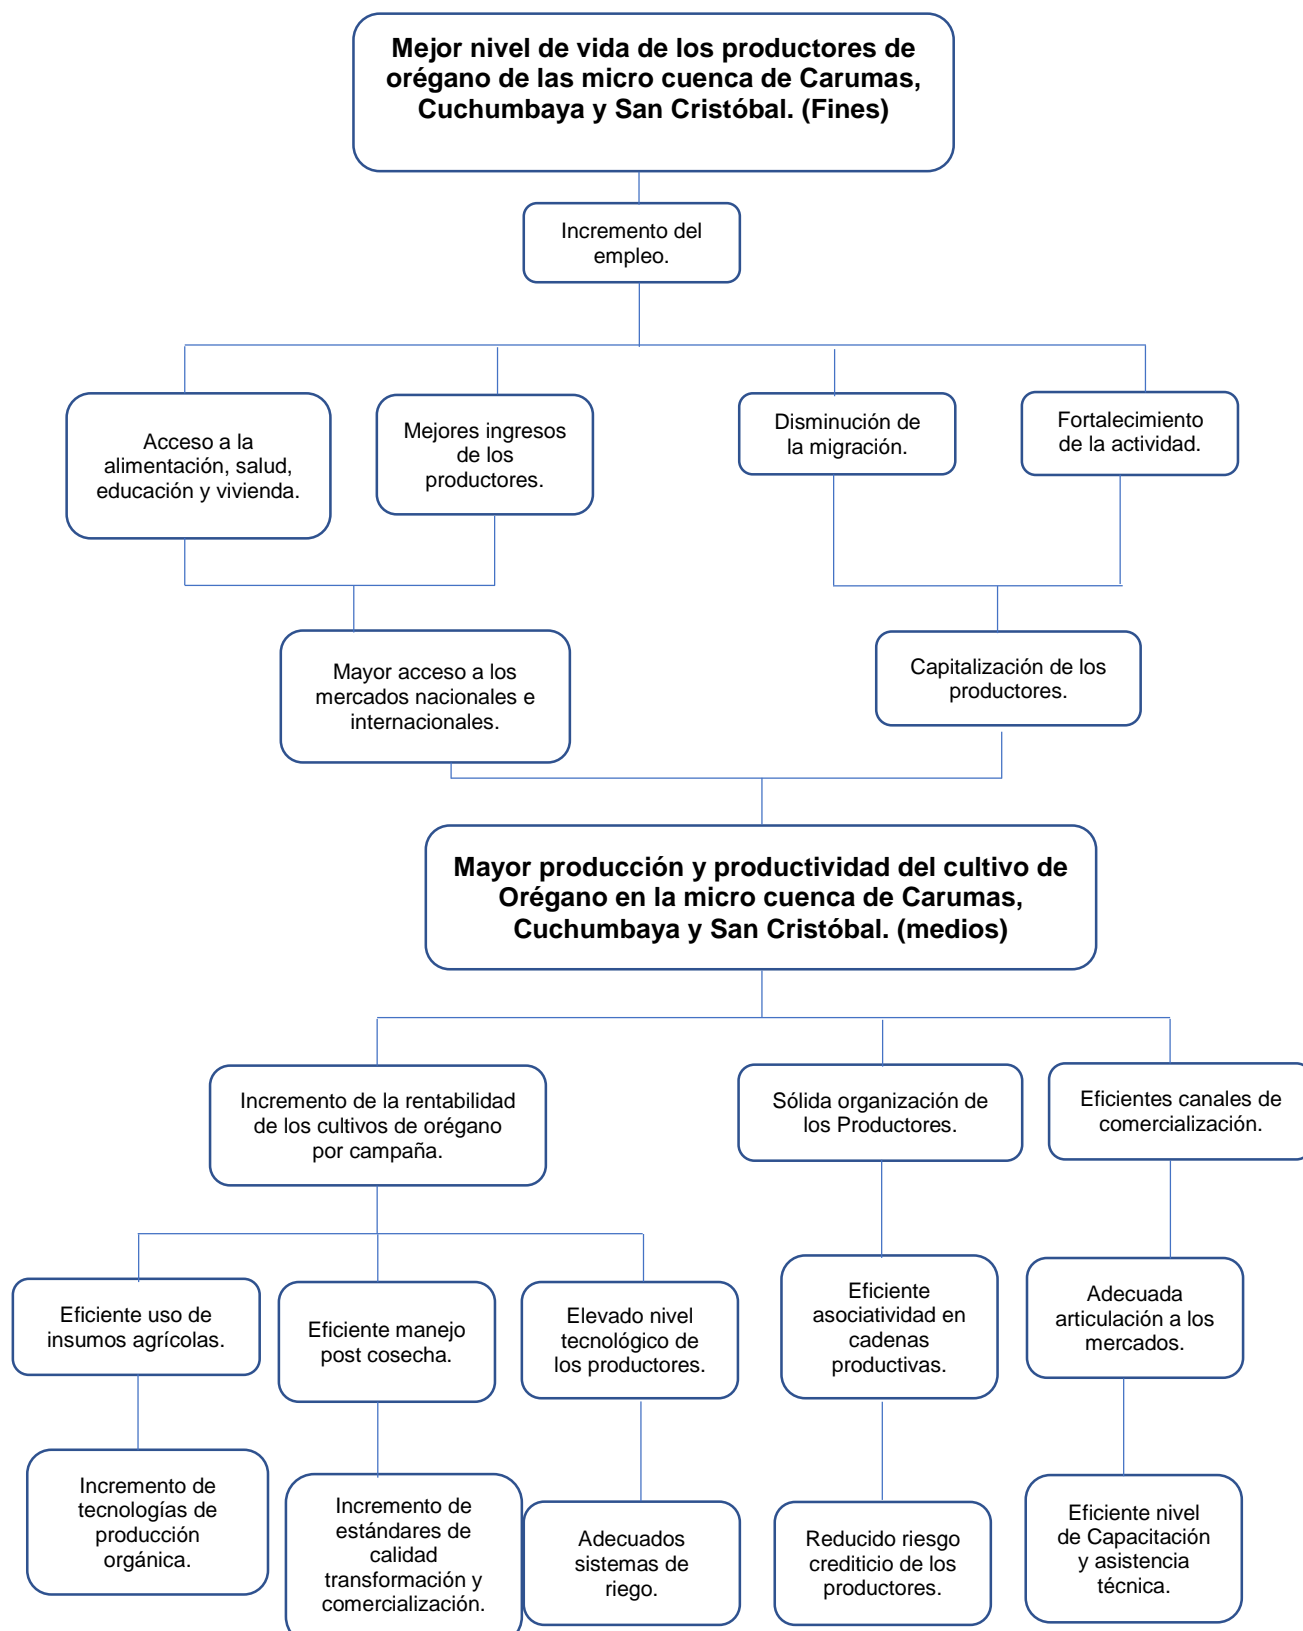 Mejor nivel de vida de los productores de
orégano de las micro cuenca de Carumas,
Cuchumbaya y San Cristóbal. (Fines)
Incremento del
empleo.
Acceso a la
alimentación, salud,
educación y vivienda.
Mejores ingresos
de los
productores.
Disminución de
la migración.
Fortalecimiento
de la actividad.
Mayor acceso a los
mercados nacionales e
internacionales.
Capitalización de los
productores.
Mayor producción y productividad del cultivo de
Orégano en la micro cuenca de Carumas,
Cuchumbaya y San Cristóbal. (medios)
Incremento de la rentabilidad
de los cultivos de orégano
por campaña.
Sólida organización de
los Productores.
Eficientes canales de
comercialización.
Eficiente uso de
insumos agrícolas.
Eficiente manejo
post cosecha.
Elevado nivel
tecnológico de
los productores.
Eficiente
asociatividad en
cadenas
productivas.
Adecuada
articulación a los
mercados.
Incremento de
tecnologías de
producción
orgánica.
Incremento de
estándares de
calidad
transformación y
comercialización.
Adecuados
sistemas de
riego.
Reducido riesgo
crediticio de los
productores.
Eficiente nivel
de Capacitación
y asistencia
técnica.